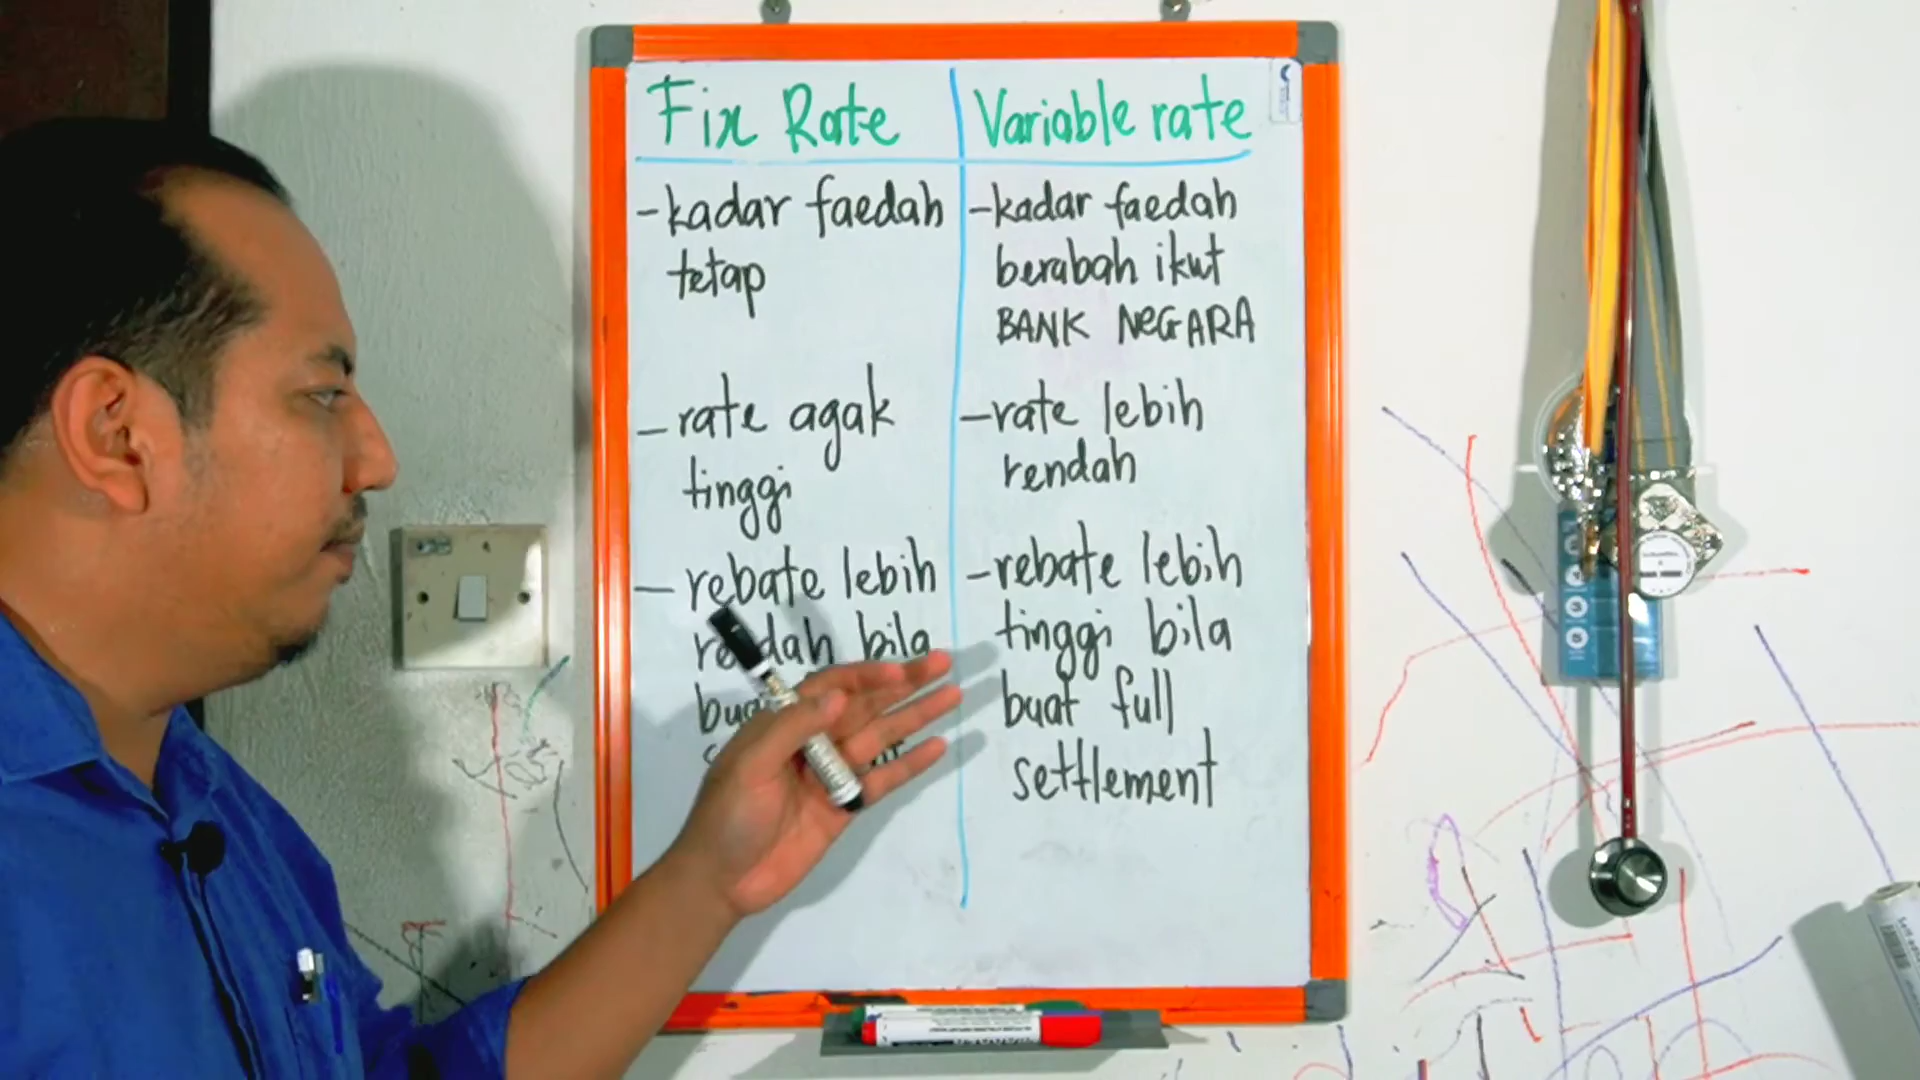 Fix Rate
- kadar faedah
tetap
- rate agak
tinggi
- rebate lebih
rendah bila
Variable rate
- kadar faedah
berubah ikut
BANK NEGARA
- rate lebih
rendah
- rebate lebih
tinggi bila
buat full
settlement